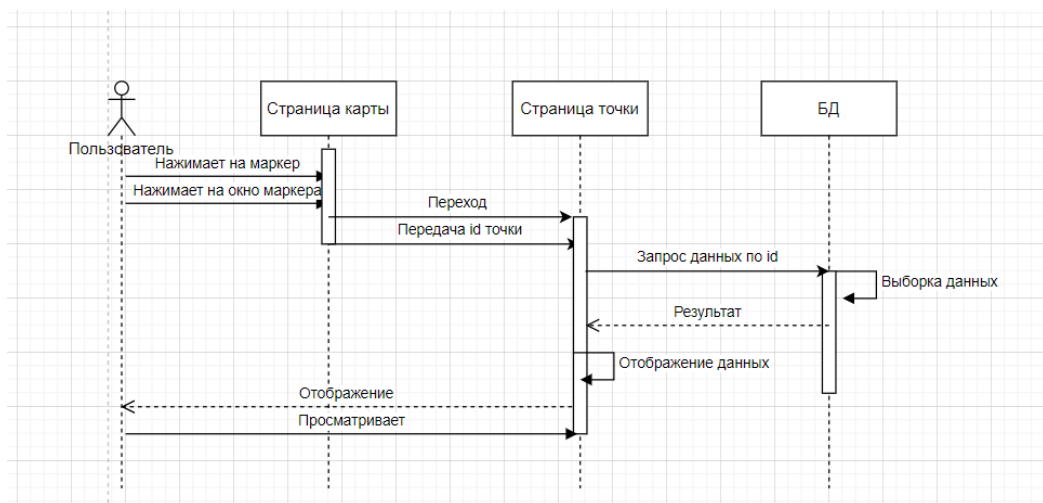 Страница карты
Страница точки
БД
Пользователь
Нажимает на маркер
Нажимает на окно маркера
Переход
Передача id точки
Запрос данных по id
Выборка данных
Результат
Отображение данных
Отображение
Просматривает